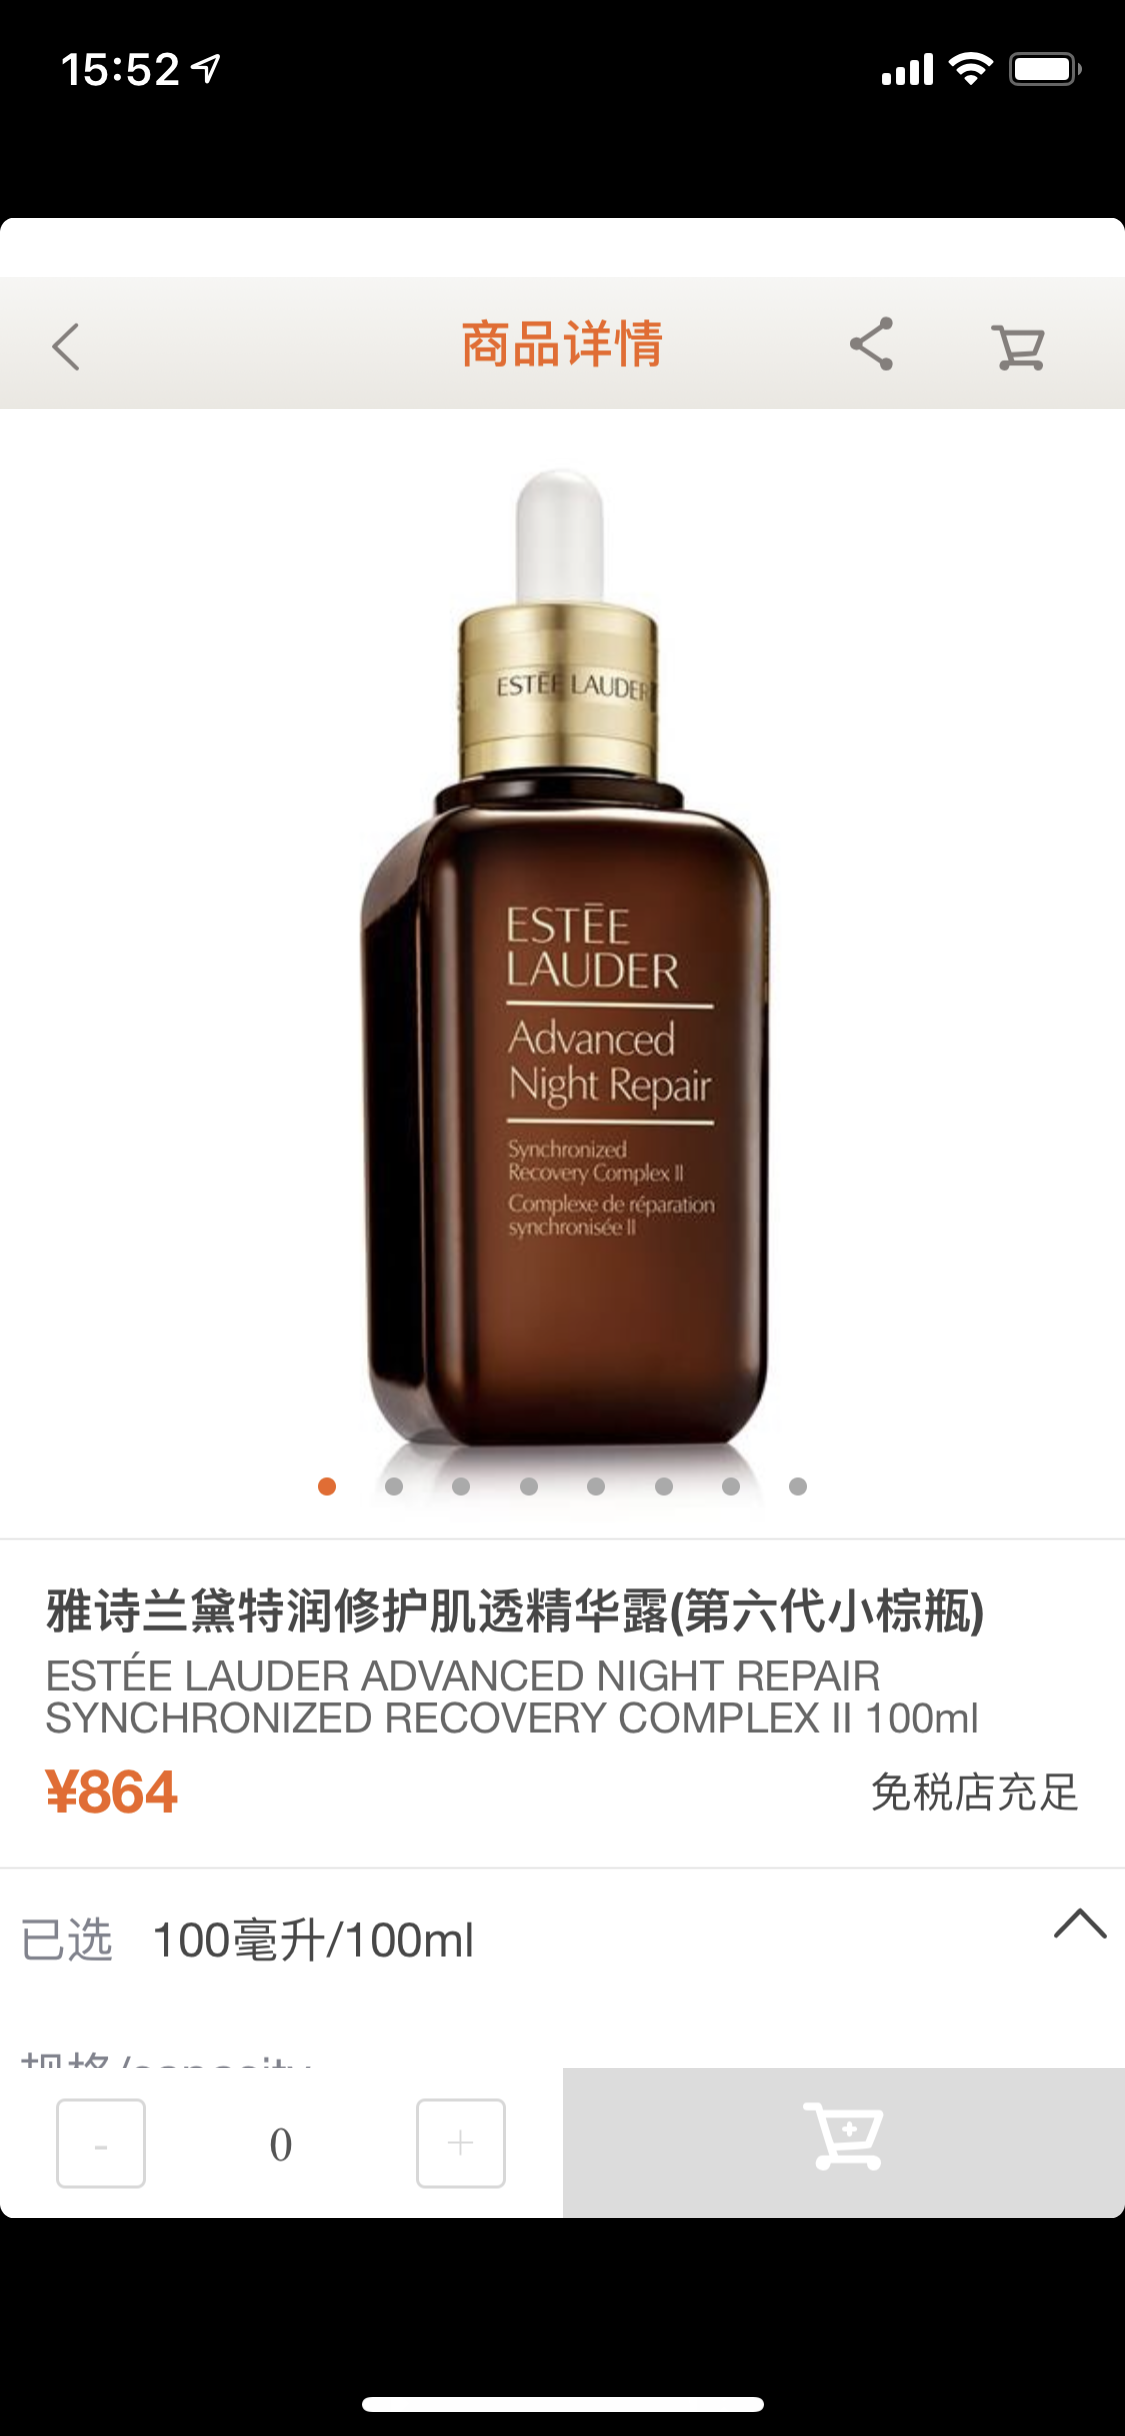 15:52
商品详情
ESTĒE LAUDER
ESTĒE
LAUDER
Advanced
Night Repair
Synchronized
Recovery Complex II
Complexe de réparation
synchronisée II
雅诗兰黛特润修护肌透精华露(第六代小棕瓶)
ESTÉE LAUDER ADVANCED NIGHT REPAIR
SYNCHRONIZED RECOVERY COMPLEX II 100ml
¥864
免税店充足
已选 100毫升/100ml
规格/capacity
- 0 +